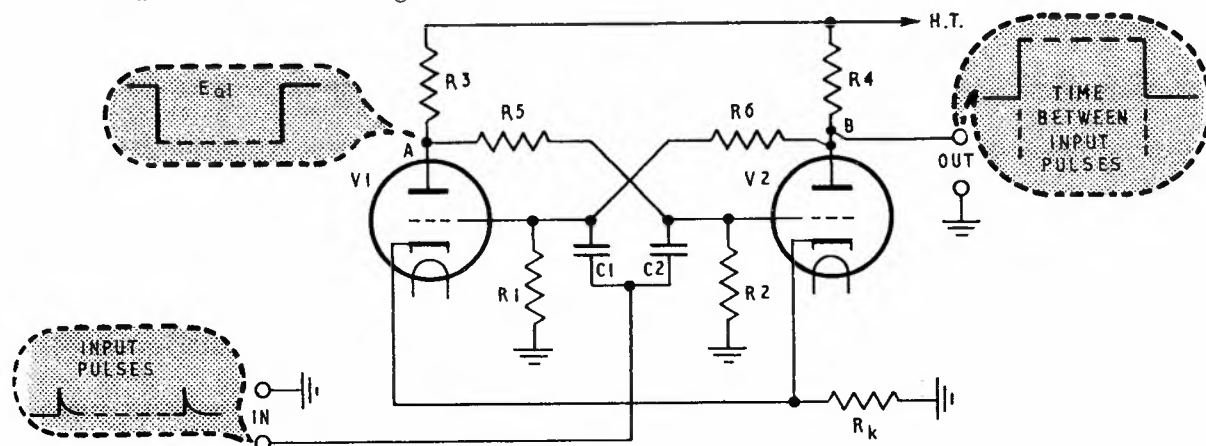 H.T.
Ea1
R3
R4
TIME
BETWEEN
INPUT
PULSES
R5
R6
A
B
OUT
V1
V2
C1
C2
R1
R2
INPUT
PULSES
IN
Rk